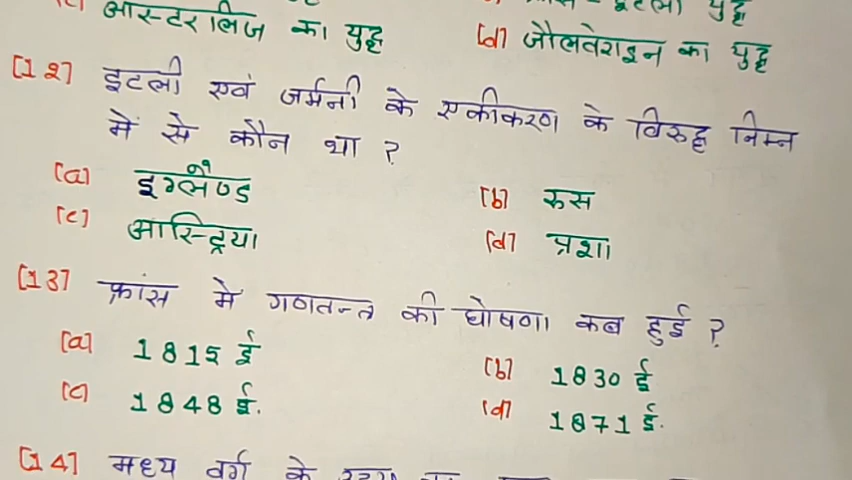 आस्टरलिज का युद्ध (d) जौलवेराइन का युद्ध
[12] इटली एवं जर्मनी के एकीकरण के विरुद्ध निम्न
में से कौन था ?
[a] इग्लैण्ड [b] रुस
[c] आस्ट्रिया [d] प्रशा
[13] फ्रांस में गणतन्त की घोषणा कब हुई ?
[a] 1815 ई [b] 1830 ई
[c] 1848 ई. [d] 1871 ई.
[14] मध्य वर्ग के